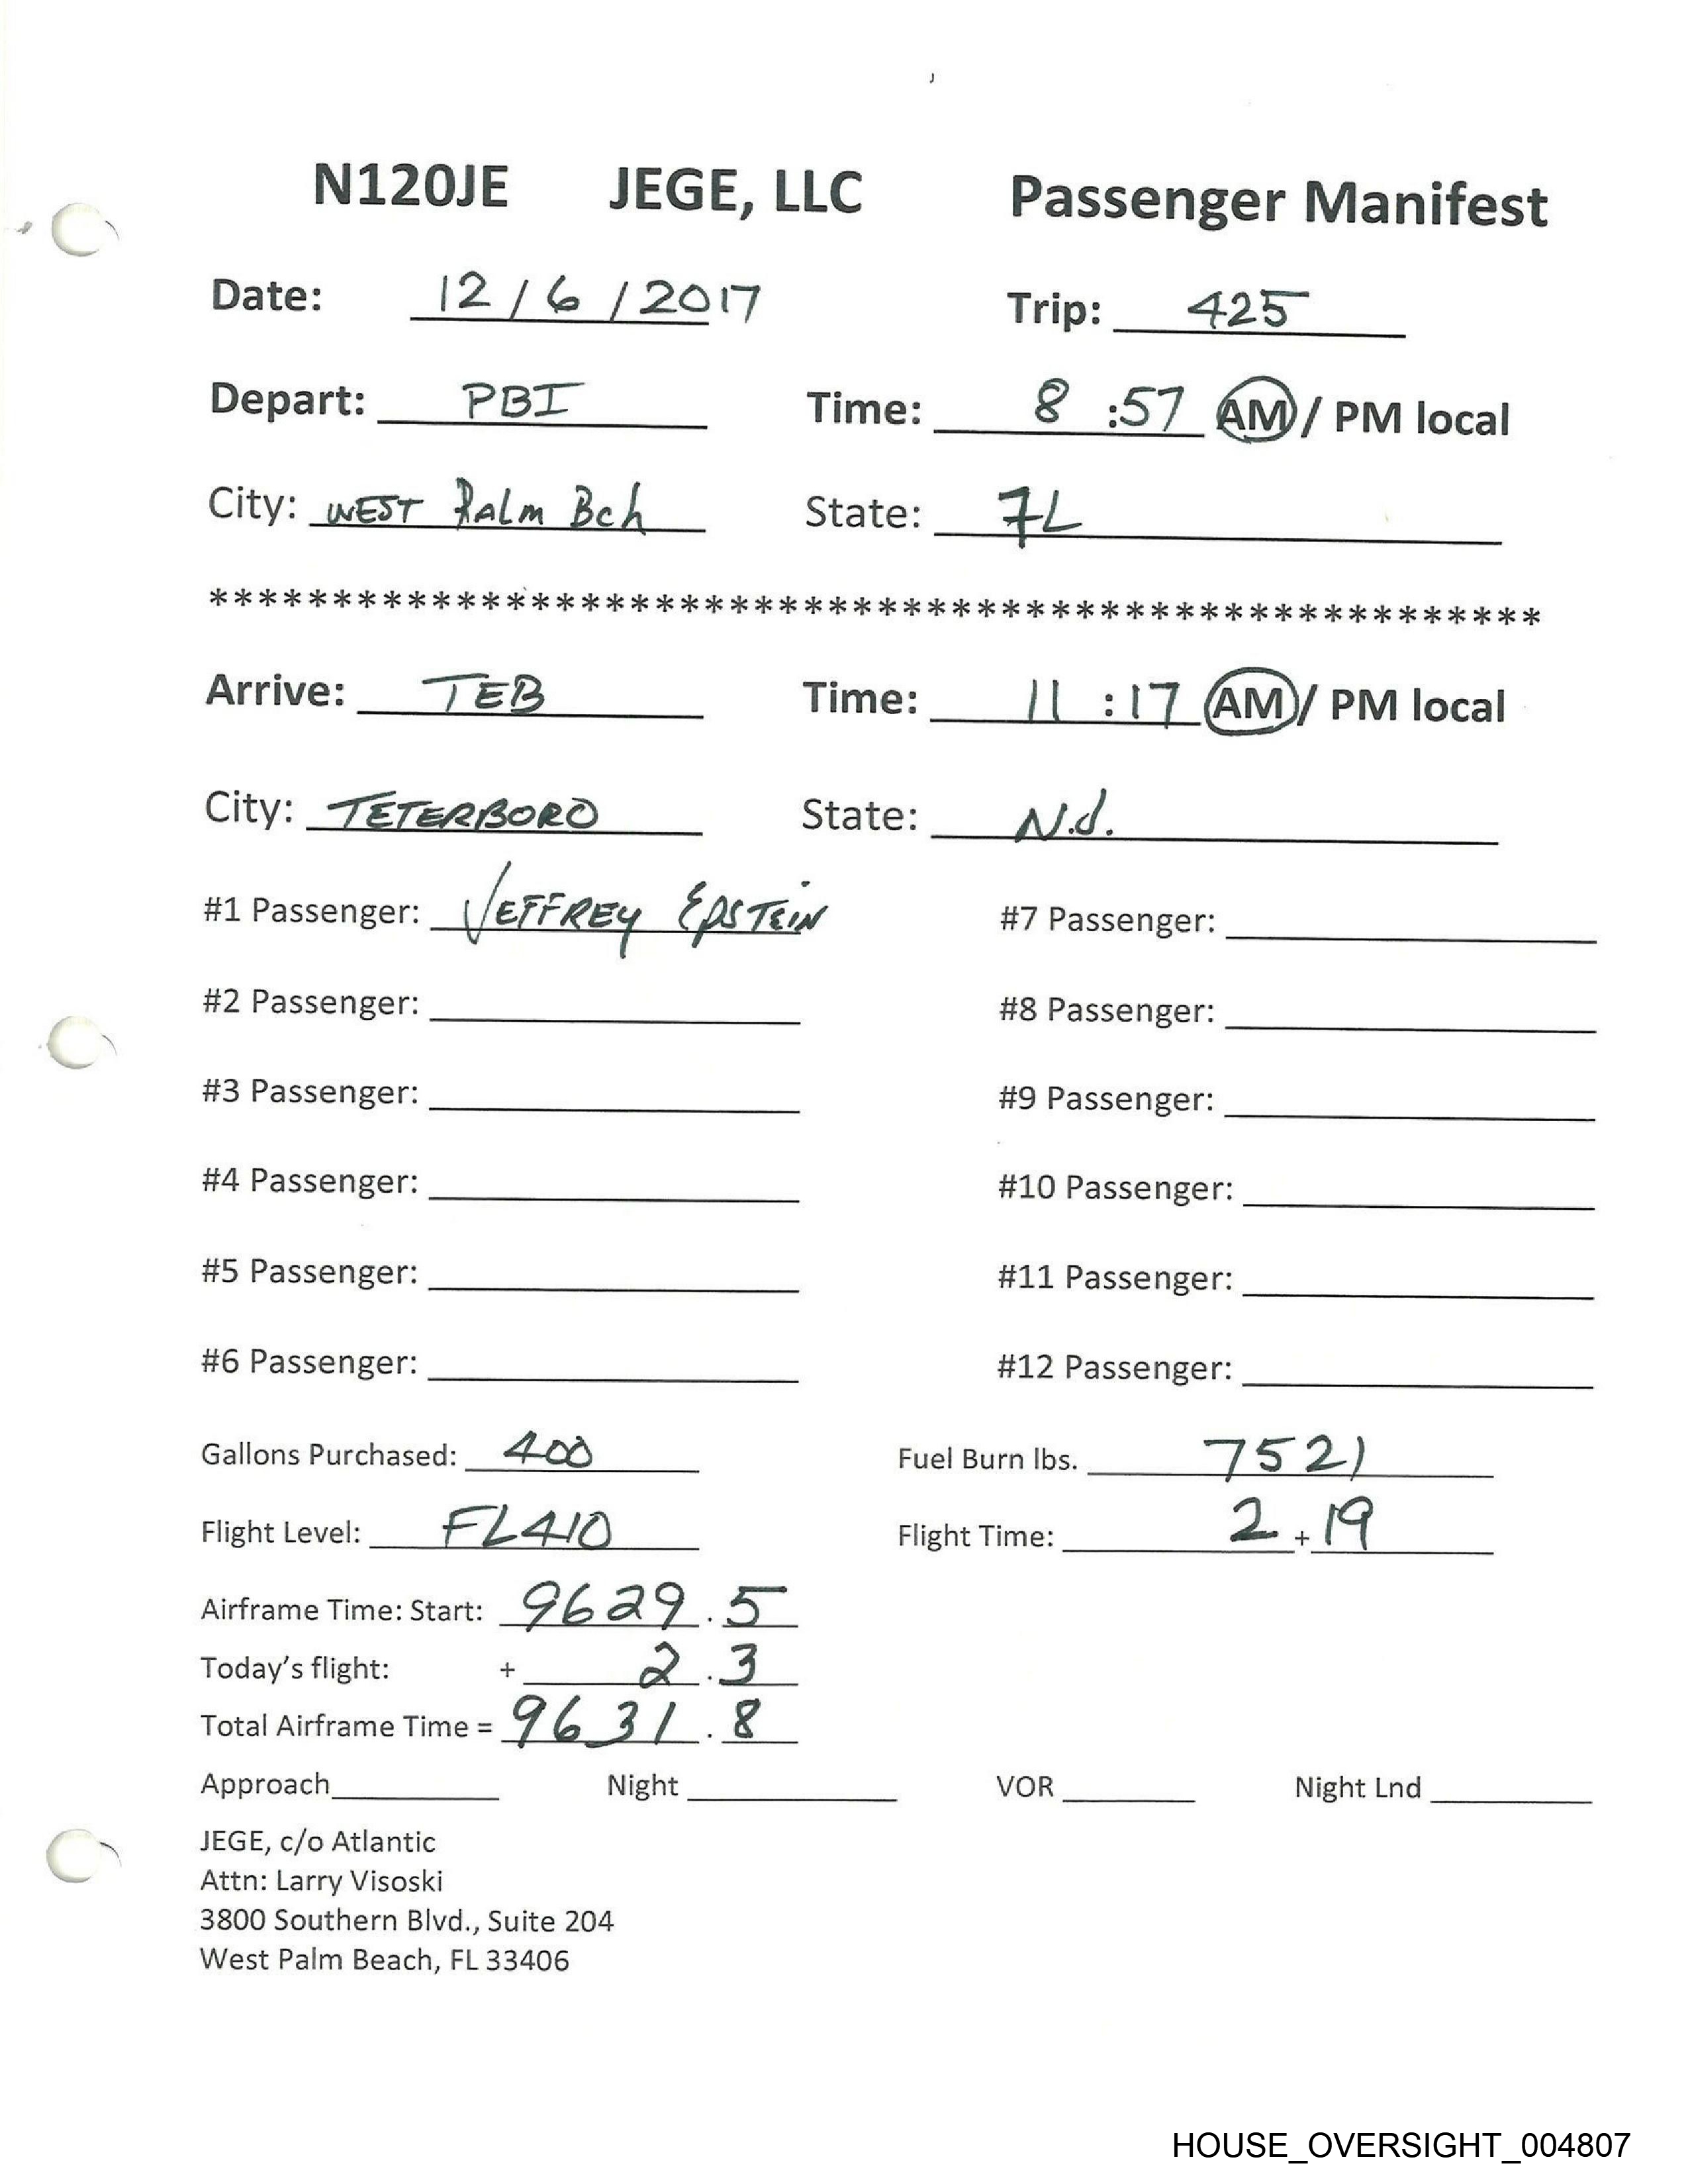 N120JE JEGE, LLC Passenger Manifest
Date: 12 / 6 / 2017 Trip: 425
Depart: PBI Time: 8 :57 AM / PM local
City: WEST Palm Bch State: FL
******************************************************
Arrive: TEB Time: 11 :17 AM / PM local
City: TETERBORO State: N.J.
#1 Passenger: JEFFREY EPSTEIN #7 Passenger:
#2 Passenger: #8 Passenger:
#3 Passenger: #9 Passenger:
#4 Passenger: #10 Passenger:
#5 Passenger: #11 Passenger:
#6 Passenger: #12 Passenger:
Gallons Purchased: 400 Fuel Burn lbs. 7521
Flight Level: FL410 Flight Time: 2 + 19
Airframe Time: Start: 9629.5
Today's flight: + 2.3
Total Airframe Time = 9631.8
Approach Night VOR Night Lnd
JEGE, c/o Atlantic
Attn: Larry Visoski
3800 Southern Blvd., Suite 204
West Palm Beach, FL 33406
HOUSE_OVERSIGHT_004807